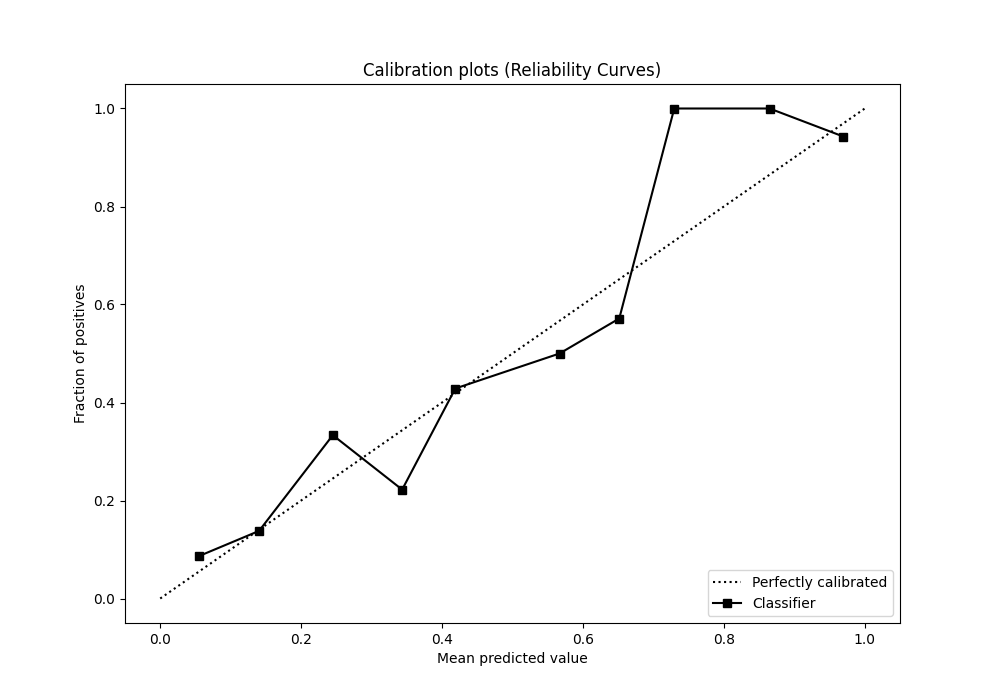 Calibration plots (Reliability Curves)
1.0
0.8
0.6
0.4
0.2
0.0
Fraction of positives
0.0 0.2 0.4 0.6 0.8 1.0
Mean predicted value
Perfectly calibrated
Classifier